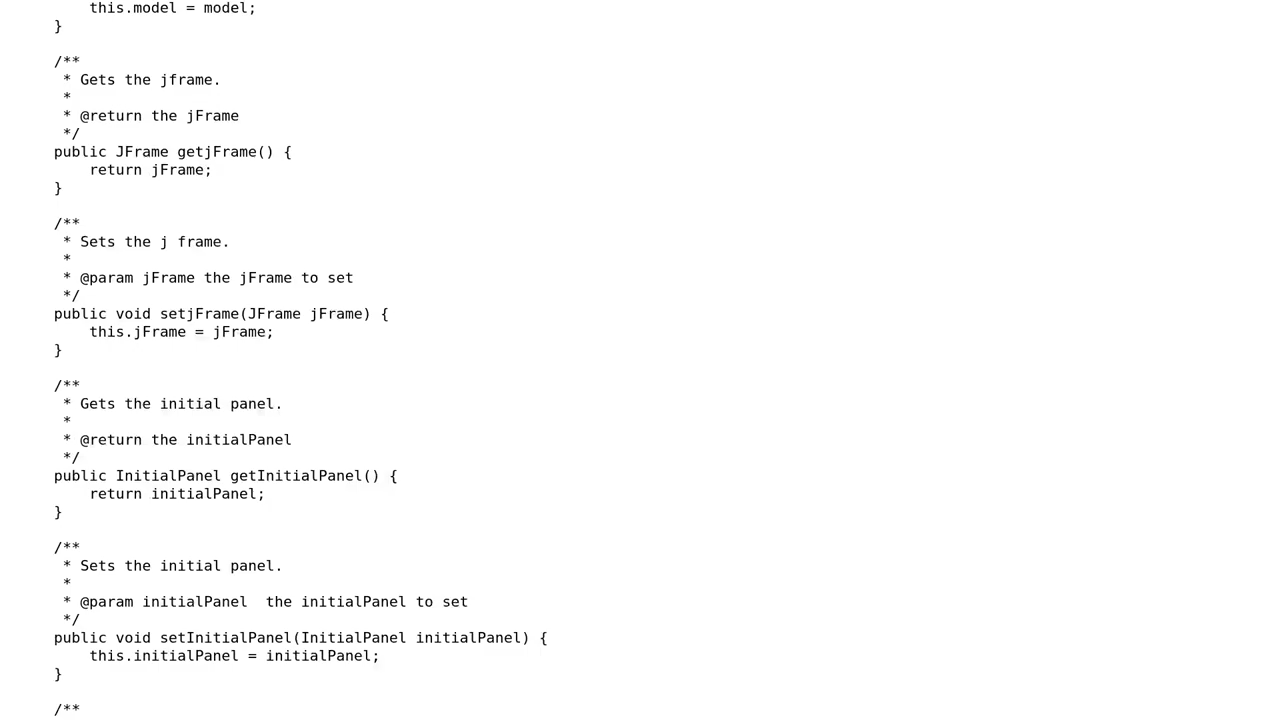 this.model = model;
    }

    /**
     * Gets the jframe.
     *
     * @return the jFrame
     */
    public JFrame getjFrame() {
        return jFrame;
    }

    /**
     * Sets the j frame.
     *
     * @param jFrame the jFrame to set
     */
    public void setjFrame(JFrame jFrame) {
        this.jFrame = jFrame;
    }

    /**
     * Gets the initial panel.
     *
     * @return the initialPanel
     */
    public InitialPanel getInitialPanel() {
        return initialPanel;
    }

    /**
     * Sets the initial panel.
     *
     * @param initialPanel  the initialPanel to set
     */
    public void setInitialPanel(InitialPanel initialPanel) {
        this.initialPanel = initialPanel;
    }

    /**